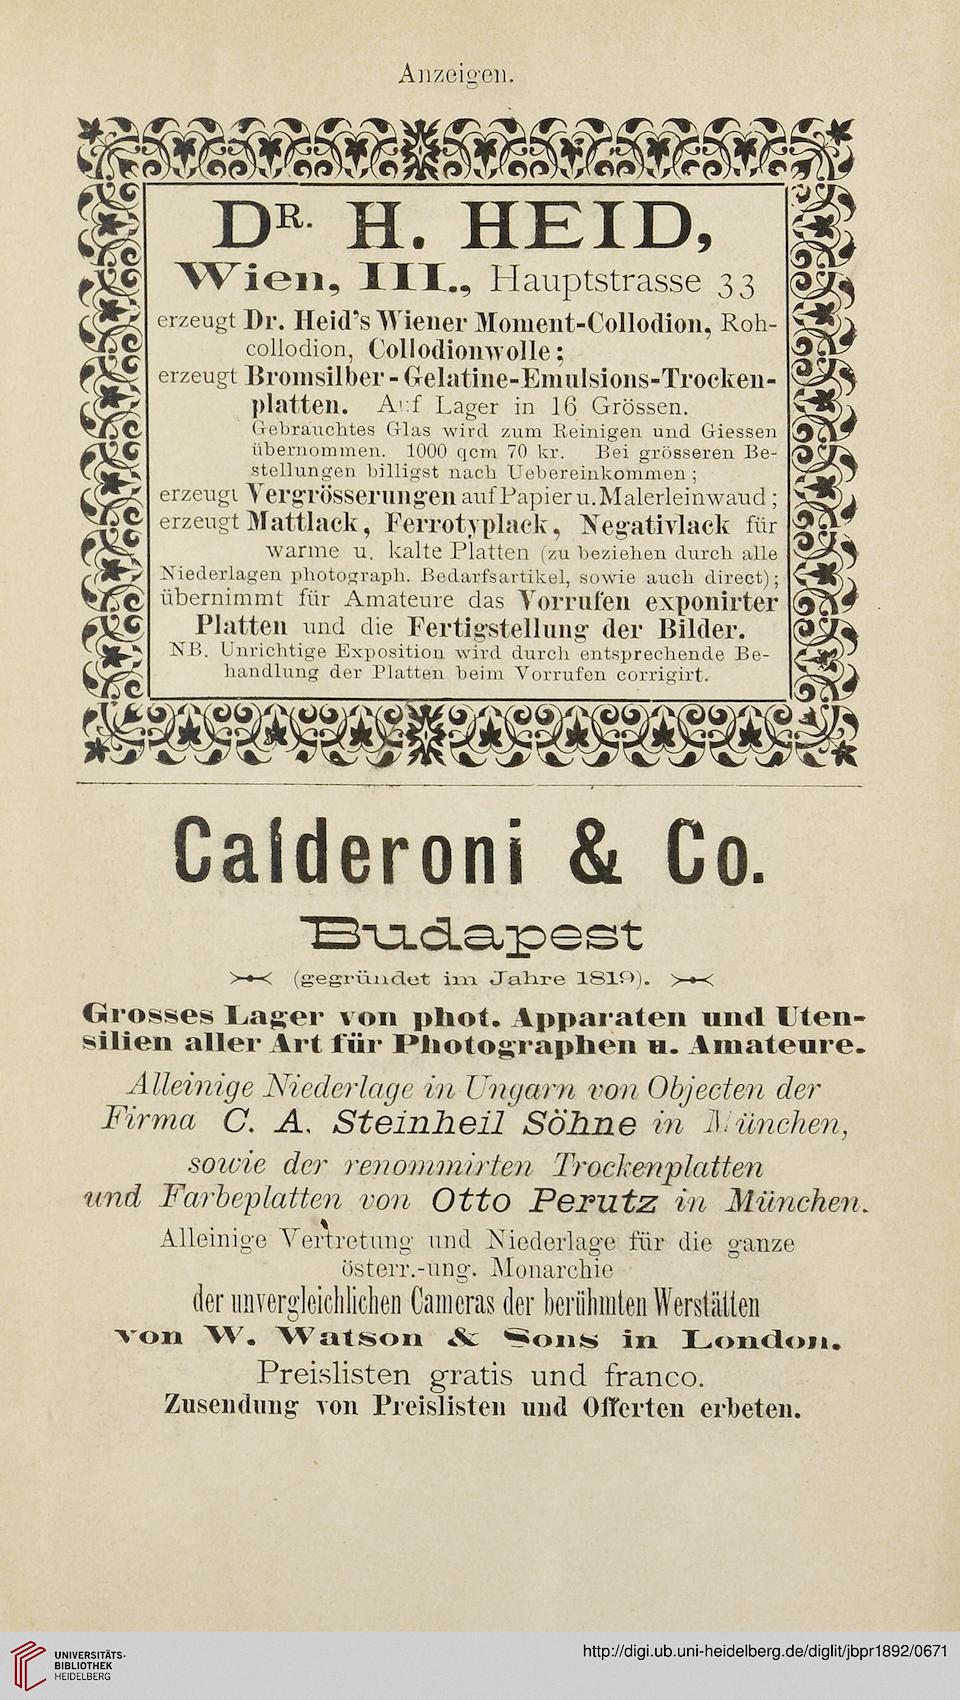 Anzeigen.
DR. H. HEID,
Wien, III., Hauptstrasse 33
erzeugt Dr. Heid's Wiener Moment-Collodion, Roh-
collodion, Collodionwolle;
erzeugt Bromsilber-Gelatine-Emulsions-Trocken-
platten. Auf Lager in 16 Grössen.
Gebrauchtes Glas wird zum Reinigen und Giessen
übernommen. 1000 qcm 70 kr. Bei grösseren Be-
stellungen billigst nach Uebereinkommen;
erzeugt Vergrösserungen auf Papier u. Malerleinwand;
erzeugt Mattlack, Ferrotyplack, Negativlack für
warme u. kalte Platten (zu beziehen durch alle
Niederlagen photograph. Bedarfsartikel, sowie auch direct);
übernimmt für Amateure das Vorrufen exponirter
Platten und die Fertigstellung der Bilder.
NB. Unrichtige Exposition wird durch entsprechende Be-
handlung der Platten beim Vorrufen corrigirt.
Calderoni & Co.
Budapest
(gegründet im Jahre 1819).
Grosses Lager von phot. Apparaten und Uten-
silien aller Art für Photographen u. Amateure.
Alleinige Niederlage in Ungarn von Objecten der
Firma C. A. Steinheil Söhne in München,
sowie der renommirten Trockenplatten
und Farbeplatten von Otto Perutz in München.
Alleinige Vertretung und Niederlage für die ganze
österr.-ung. Monarchie
der unvergleichlichen Cameras der berühmten Werstätten
von W. Watson & Sons in London.
Preislisten gratis und franco.
Zusendung von Preislisten und Offerten erbeten.
UNIVERSITÄTS-
BIBLIOTHEK
HEIDELBERG
http://digi.ub.uni-heidelberg.de/diglit/jbpr1892/0671